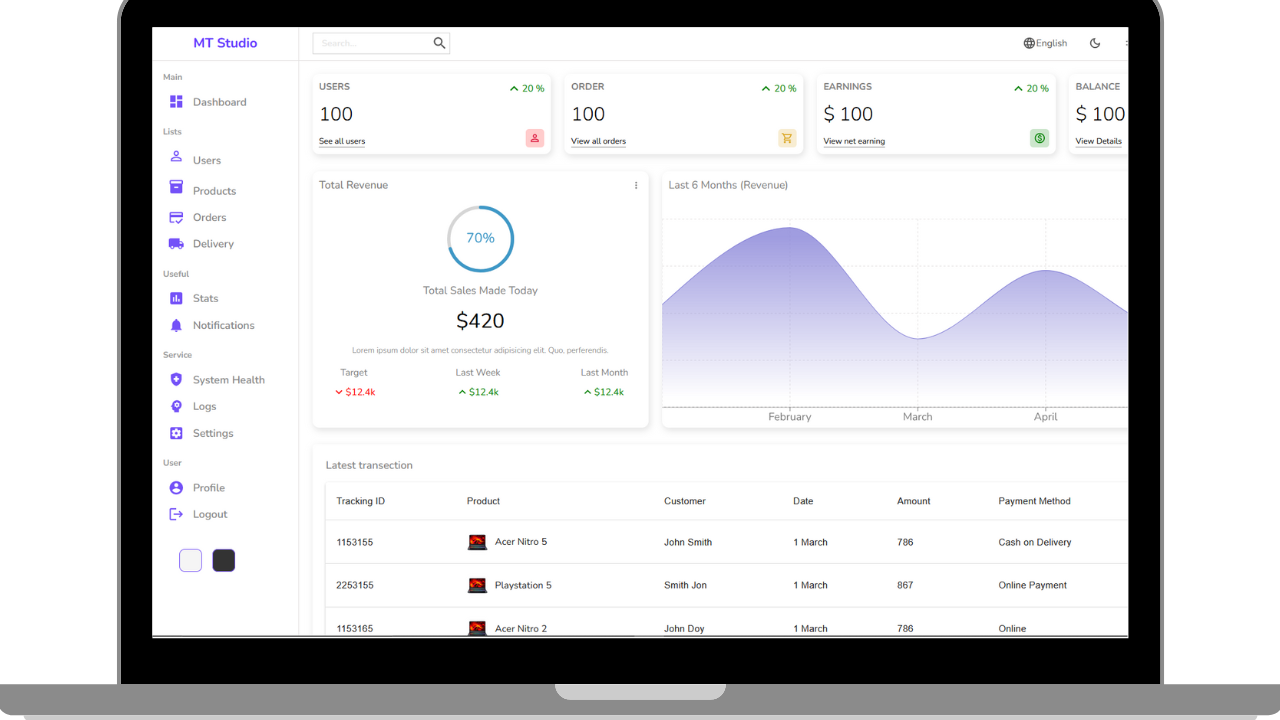 MT Studio
Search...
English
Main
Dashboard
Lists
Users
Products
Orders
Delivery
Useful
Stats
Notifications
Service
System Health
Logs
Settings
User
Profile
Logout
USERS
20 %
100
See all users
ORDER
20 %
100
View all orders
EARNINGS
20 %
$ 100
View net earning
BALANCE
$ 100
View Details
Total Revenue
70%
Total Sales Made Today
$420
Lorem ipsum dolor sit amet consectetur adipisicing elit. Quo, perferendis.
Target Last Week Last Month
$12.4k $12.4k $12.4k
Last 6 Months (Revenue)
February March April
Latest transection
Tracking ID Product Customer Date Amount Payment Method
1153155 Acer Nitro 5 John Smith 1 March 786 Cash on Delivery
2253155 Playstation 5 Smith Jon 1 March 867 Online Payment
1153165 Acer Nitro 2 John Doy 1 March 786 Online